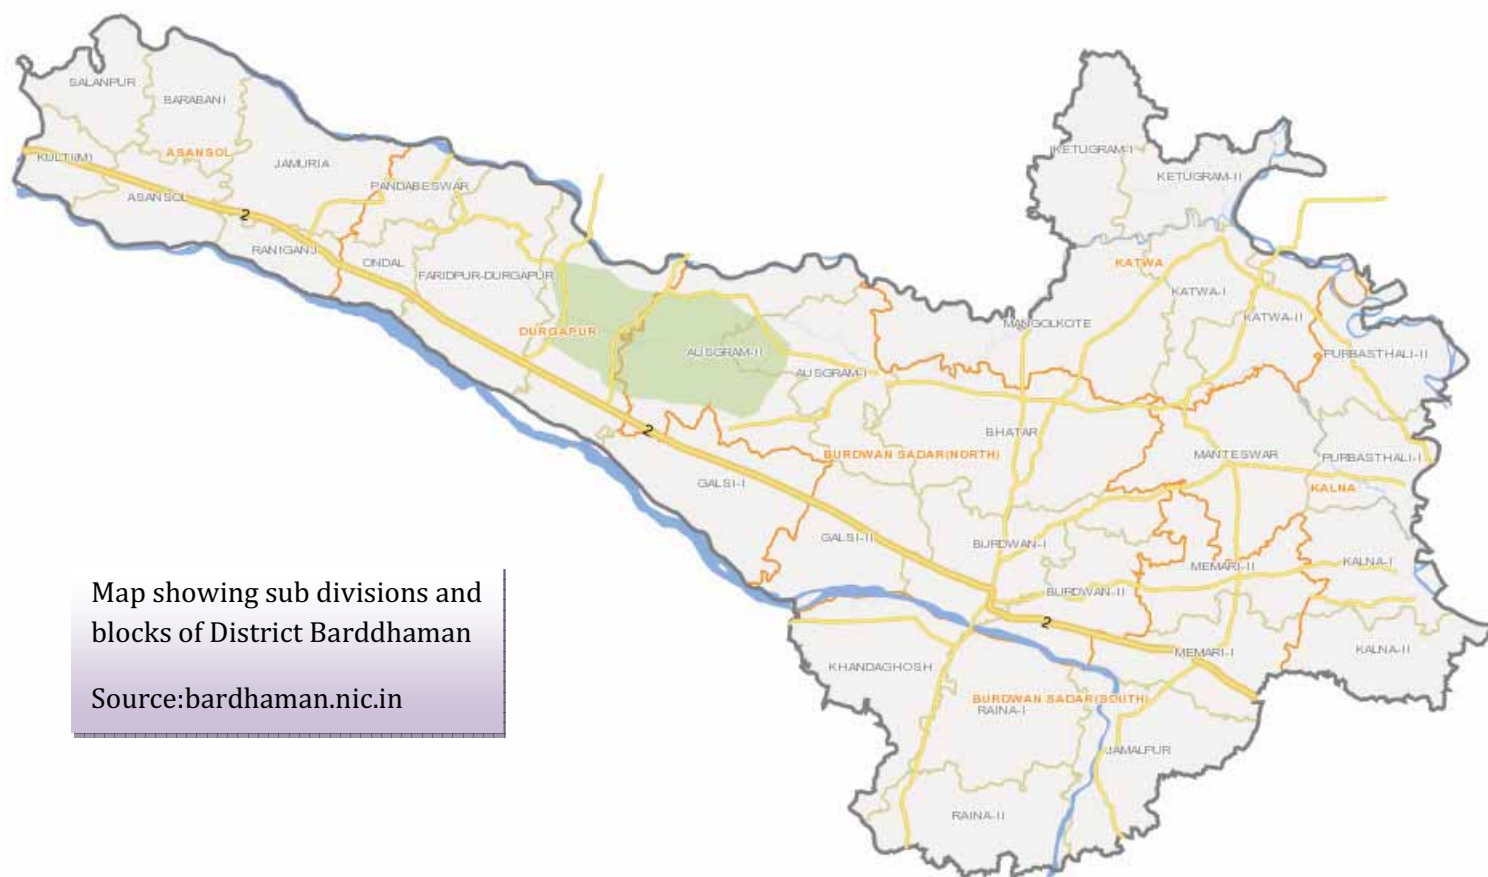 SALANPUR
BARABANI
KULTI(M)
ASANSOL
JAMURIA
ASANSOL
PANDABESWAR
2
RANIGANJ
ONDAL
FARIDPUR-DURGAPUR
DURGAPUR
AUSGRAM-II
AUSGRAM-I
KETUGRAM-I
KETUGRAM-II
KATWA
KATWA-I
KATWA-II
MANGOLKOTE
PURBASTHALI-II
2
BHATAR
BURDWAN SADAR(NORTH)
MANTESWAR
PURBASTHALI-I
KALNA
GALSI-I
GALSI-II
BURDWAN-I
MEMARI-II
KALNA-I
BURDWAN-II
2
MEMARI-I
KALNA-II
KHANDAGHOSH
BURDWAN SADAR(SOUTH)
RAINA-I
JAMALPUR
RAINA-II
Map showing sub divisions and
blocks of District Barddhaman
Source:bardhaman.nic.in